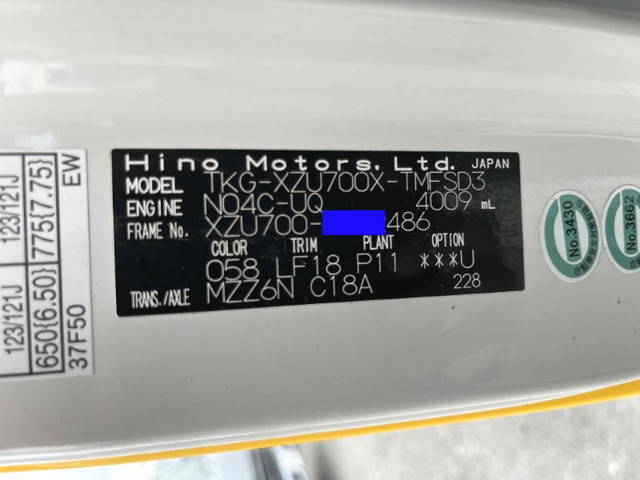 Hino Motors, Ltd. JAPAN
MODEL TKG-XZU700X-TMFSD3
ENGINE N04C-UQ 4009 mL
FRAME No. XZU700- 486
COLOR TRIM PLANT OPTION
058 LF18 P11 ***U
TRANS./AXLE MZZ6N C18A 228
123/121J 123/121J
650{6.50} 775{7.75}
37F50 EW
No.3430
No.3662